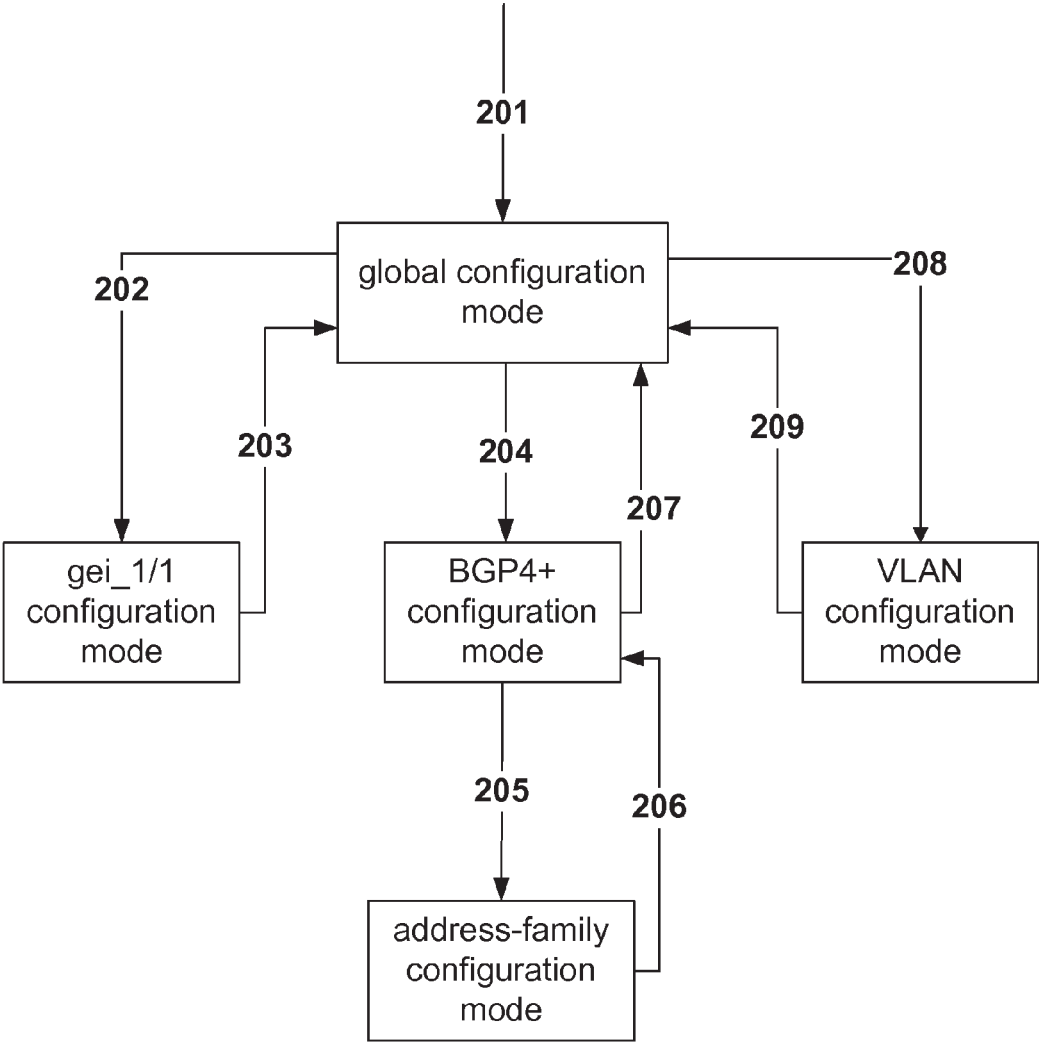 201
global configuration
mode
202
208
203
204
207
209
gei_1/1
configuration
mode
BGP4+
configuration
mode
VLAN
configuration
mode
205
206
address-family
configuration
mode